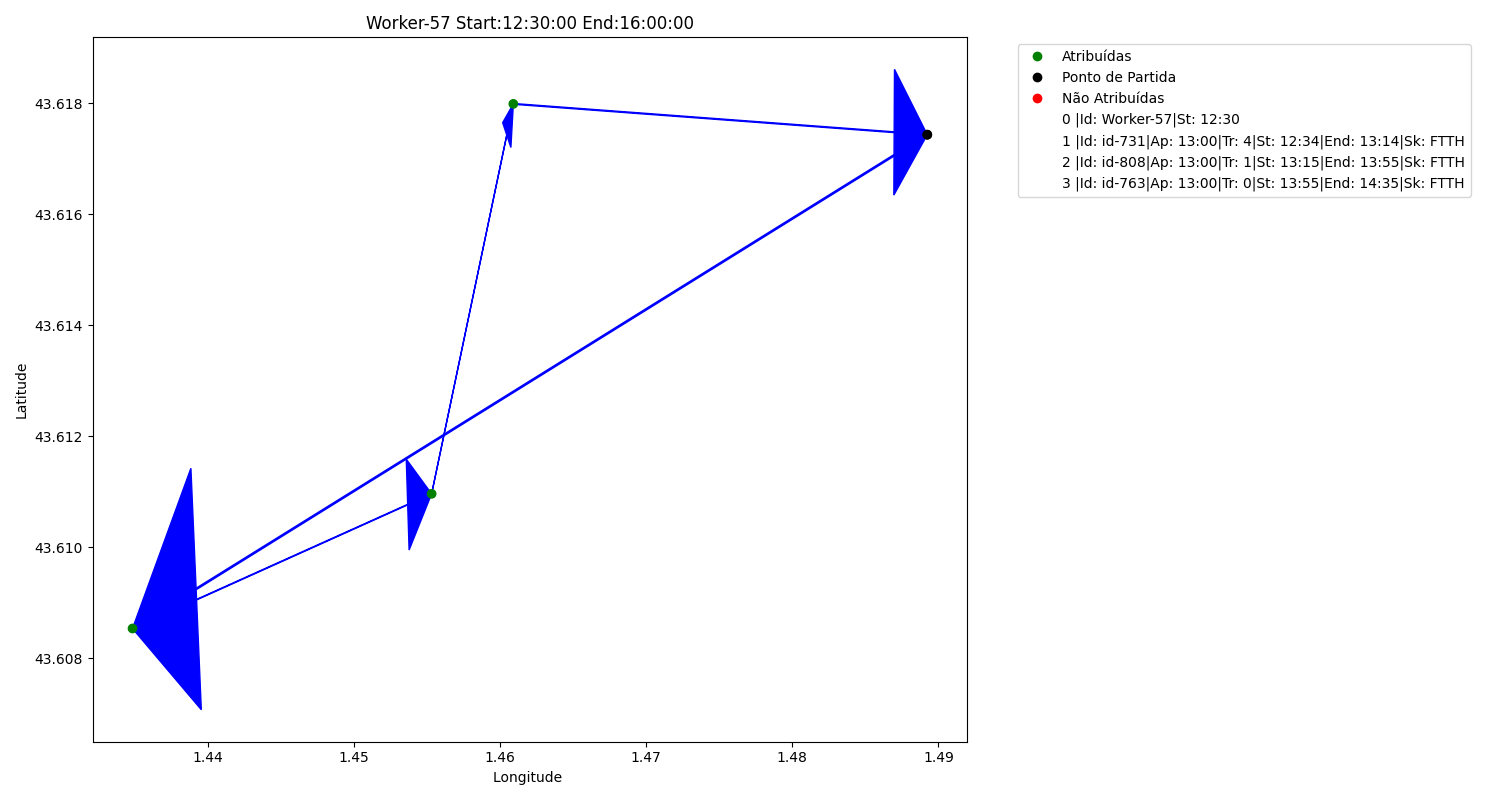 Worker-57 Start:12:30:00 End:16:00:00
Atribuídas
Ponto de Partida
Não Atribuídas
0 |Id: Worker-57|St: 12:30
1 |Id: id-731|Ap: 13:00|Tr: 4|St: 12:34|End: 13:14|Sk: FTTH
2 |Id: id-808|Ap: 13:00|Tr: 1|St: 13:15|End: 13:55|Sk: FTTH
3 |Id: id-763|Ap: 13:00|Tr: 0|St: 13:55|End: 14:35|Sk: FTTH
Latitude
43.618
43.616
43.614
43.612
43.610
43.608
1.44 1.45 1.46 1.47 1.48 1.49
Longitude